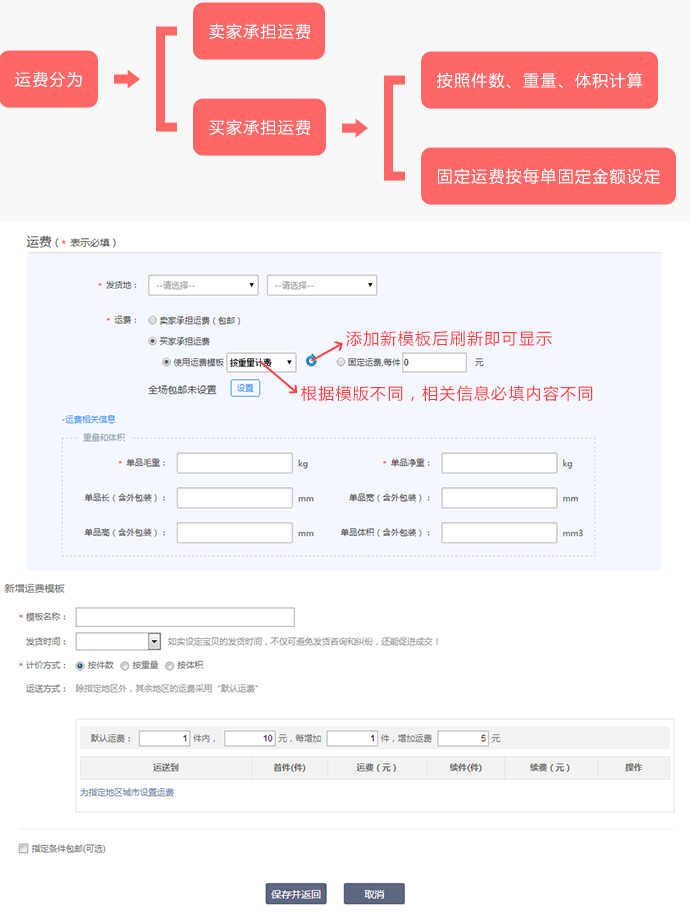 卖家承担运费
运费分为
按照件数、重量、体积计算
买家承担运费
固定运费按每单固定金额设定
运费（* 表示必填）
* 发货地： --请选择-- --请选择--
* 运费： 卖家承担运费（包邮）
买家承担运费
添加新模板后刷新即可显示
使用运费模板 按重量计费 固定运费,每件 0 元
全场包邮未设置 设置
根据模版不同，相关信息必填内容不同
-运费相关信息
重量和体积
* 单品毛重： kg * 单品净重： kg
单品长（含外包装）： mm 单品宽（含外包装）： mm
单品高（含外包装）： mm 单品体积（含外包装）： mm3
新增运费模板
* 模板名称：
发货时间： 如实设定宝贝的发货时间，不仅可避免发货咨询和纠纷，还能促进成交！
* 计价方式： 按件数 按重量 按体积
运送方式： 除指定地区外，其余地区的运费采用“默认运费”
默认运费： 1 件内， 10 元，每增加 1 件，增加运费 5 元
运送到 首件(件) 运费（元） 续件(件) 续费（元） 操作
为指定地区城市设置运费
指定条件包邮(可选)
保存并返回 取消